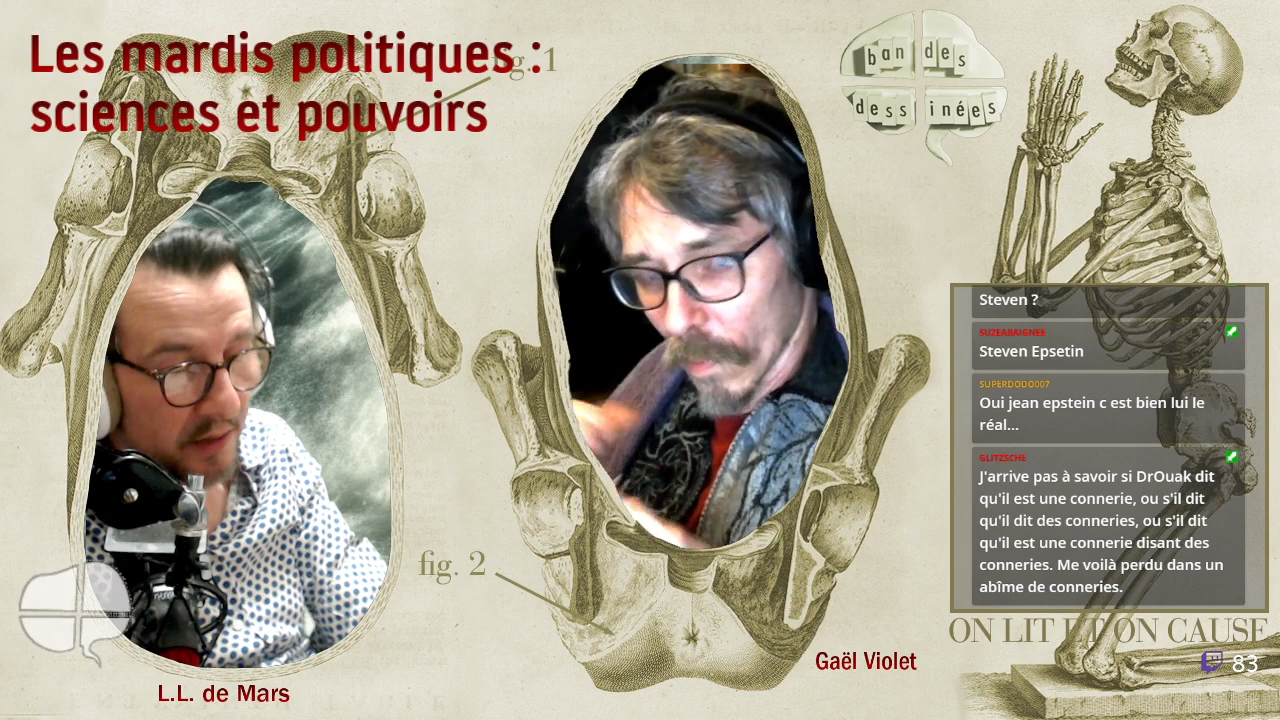 Les mardis politiques :
sciences et pouvoirs
fig. 1
ban des
dess inées
Steven ?
SUZEARAIGNEE
Steven Epsetin
SUPERDODO007
Oui jean epstein c est bien lui le
réal...
GLITZSCHE
J'arrive pas à savoir si DrOuak dit
qu'il est une connerie, ou s'il dit
qu'il dit des conneries, ou s'il dit
qu'il est une connerie disant des
conneries. Me voilà perdu dans un
abîme de conneries.
fig. 2
ON LIT ET ON CAUSE
83
Gaël Violet
L.L. de Mars